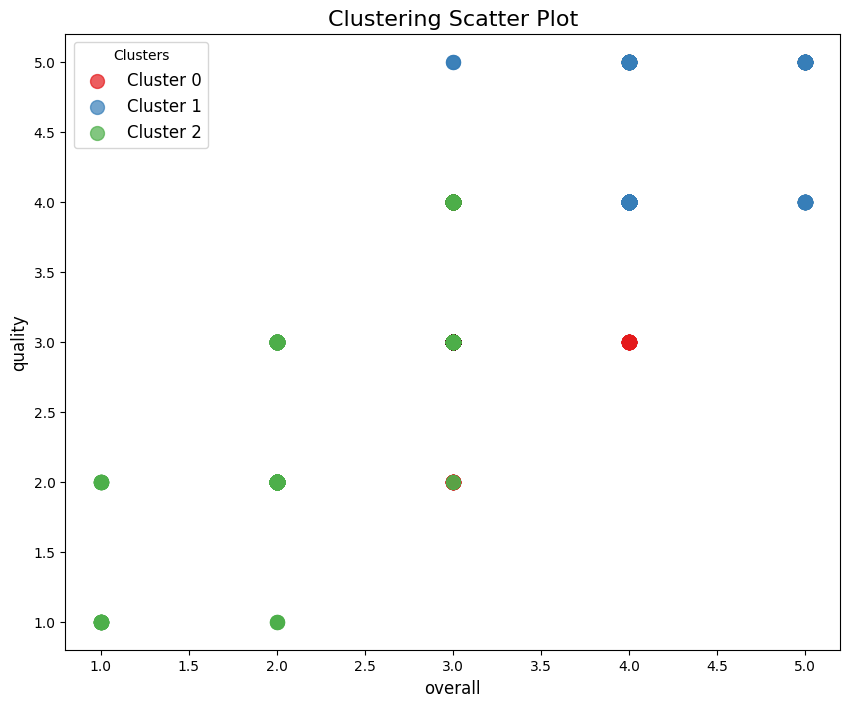 Clustering Scatter Plot
Clusters
Cluster 0
Cluster 1
Cluster 2
quality
5.0
4.5
4.0
3.5
3.0
2.5
2.0
1.5
1.0
1.0 1.5 2.0 2.5 3.0 3.5 4.0 4.5 5.0
overall